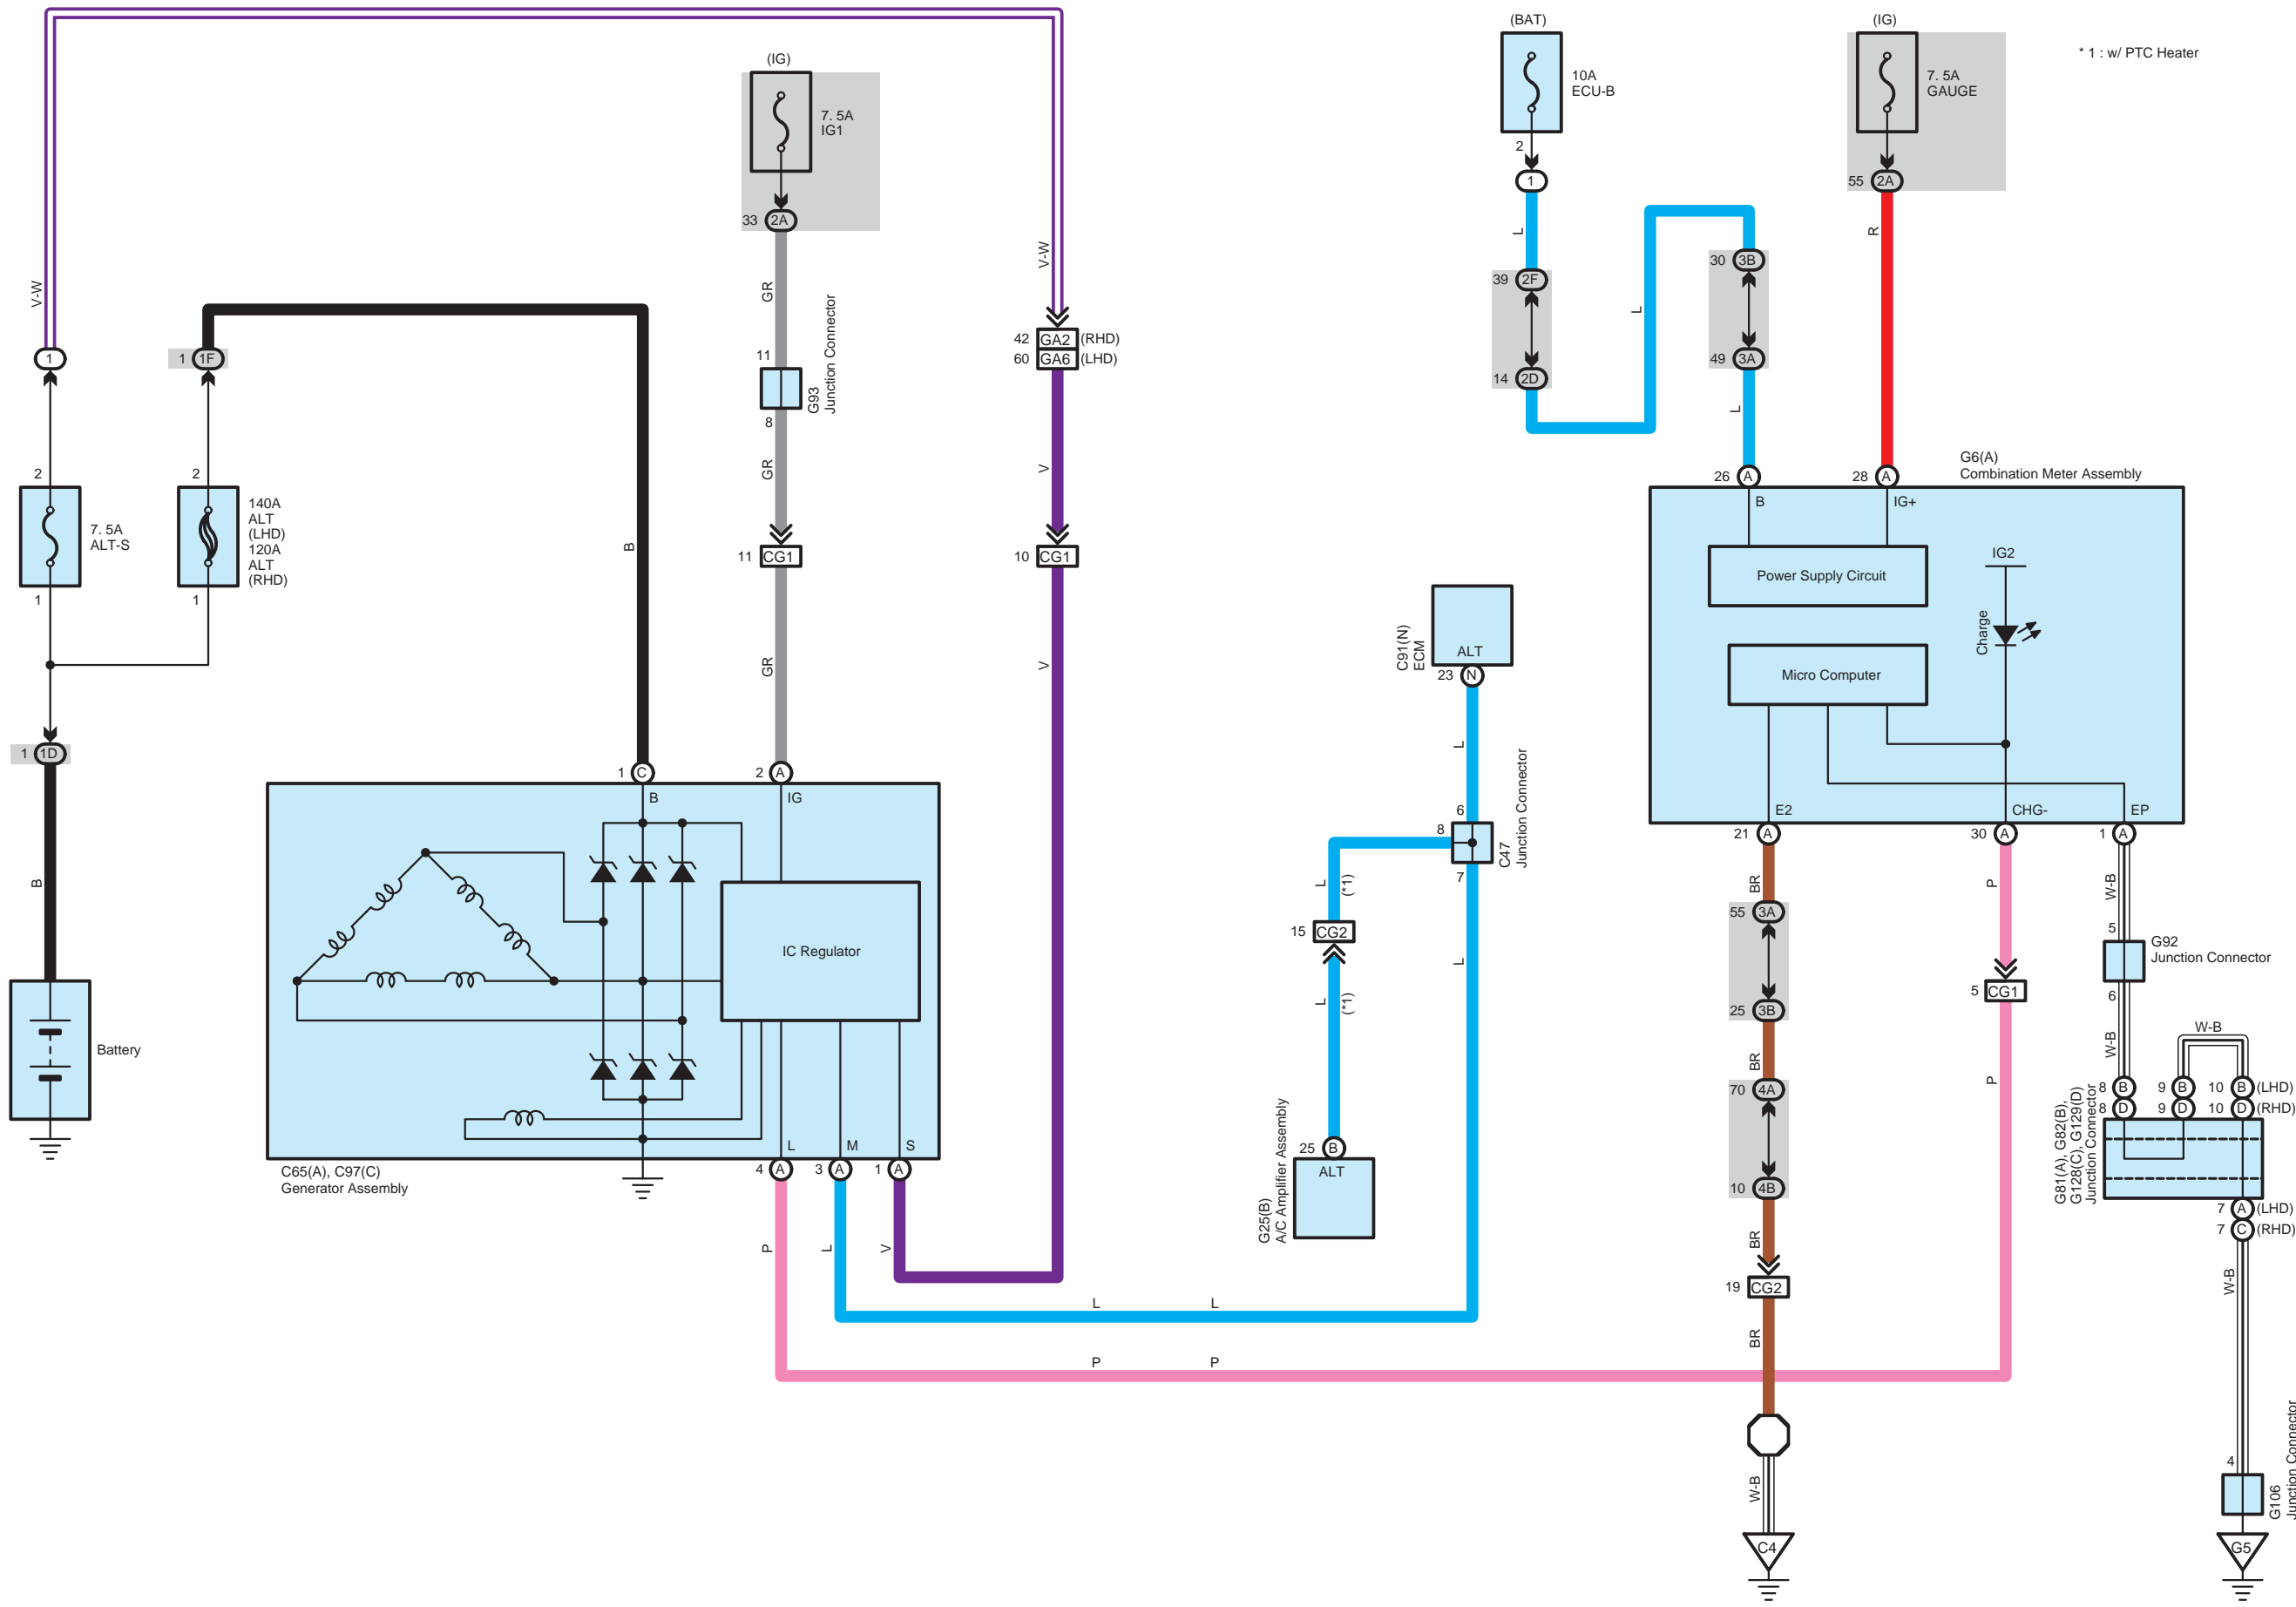 (BAT)
(IG)
* 1 : w/ PTC Heater
(IG)
7. 5A
IG1
10A
ECU-B
7. 5A
GAUGE
2
1
55 2A
33 2A
V-W
V-W
GR
L
R
L
39 2F
30 3B
14 2D
49 3A
L
1
1 1F
11
G93
Junction Connector
8
42 GA2 (RHD)
60 GA6 (LHD)
GR
V
2
7. 5A
ALT-S
1
2
140A
ALT
(LHD)
120A
ALT
(RHD)
1
B
11 CG1
10 CG1
GR
V
G6(A)
Combination Meter Assembly
26 A
28 A
B
IG+
Power Supply Circuit
IG2
Charge
Micro Computer
E2
CHG-
EP
21 A
30 A
1 A
C91(N)
ECM
ALT
23 N
L
6
8
7
C47
Junction Connector
L
(*1)
15 CG2
L
(*1)
L
25 B
ALT
G25(B)
A/C Amplifier Assembly
1 1D
B
Battery
1 C
2 A
B
IG
IC Regulator
L
M
S
C65(A), C97(C)
Generator Assembly
4 A
3 A
1 A
P
L
V
L
L
P
P
BR
55 3A
25 3B
BR
70 4A
10 4B
BR
19 CG2
BR
W-B
C4
P
5 CG1
P
W-B
5
G92
Junction Connector
6
W-B
W-B
8 B
9 B
10 B (LHD)
8 D
9 D
10 D (RHD)
G81(A), G82(B),
G128(C), G129(D)
Junction Connector
7 A (LHD)
7 C (RHD)
W-B
4
G106
Junction Connector
G5